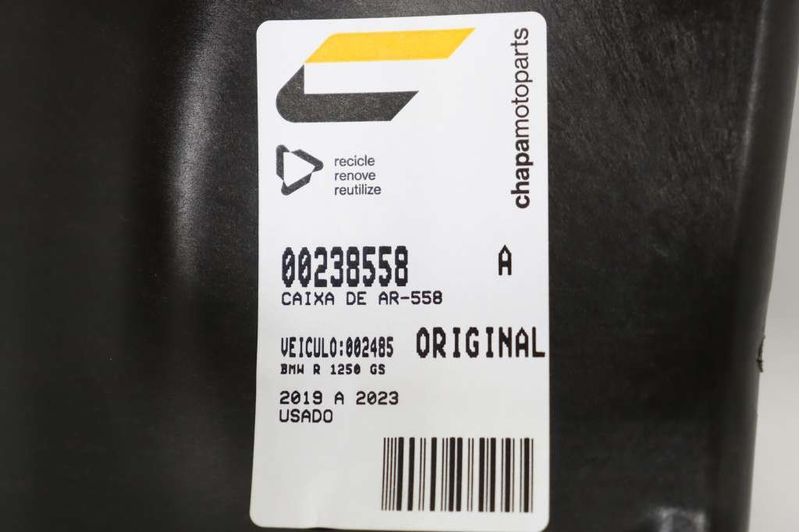 chapamotoparts
recicle
renove
reutilize
00238558 A
CAIXA DE AR-558
VEICULO:002485 ORIGINAL
BMW R 1250 GS
2019 A 2023
USADO